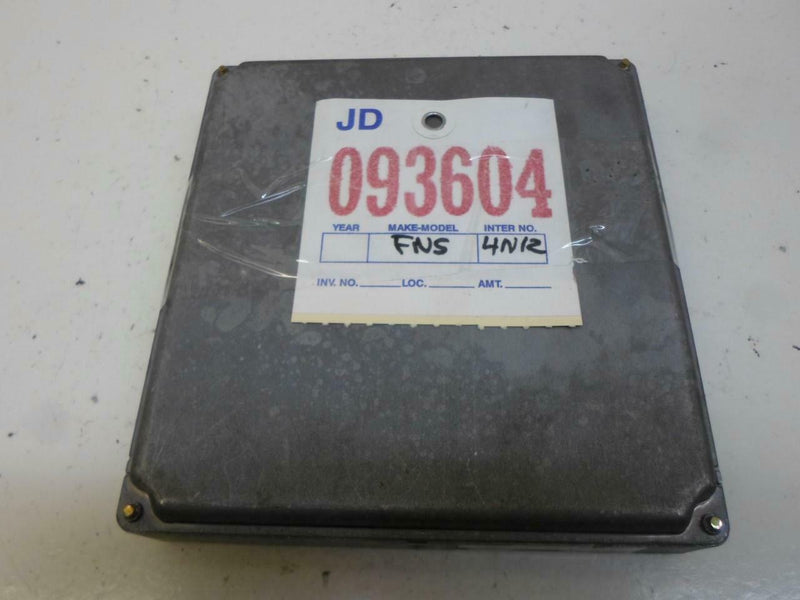 JD
093604
YEAR MAKE-MODEL INTER NO.
FNS 4N12
INV. NO. LOC. AMT.